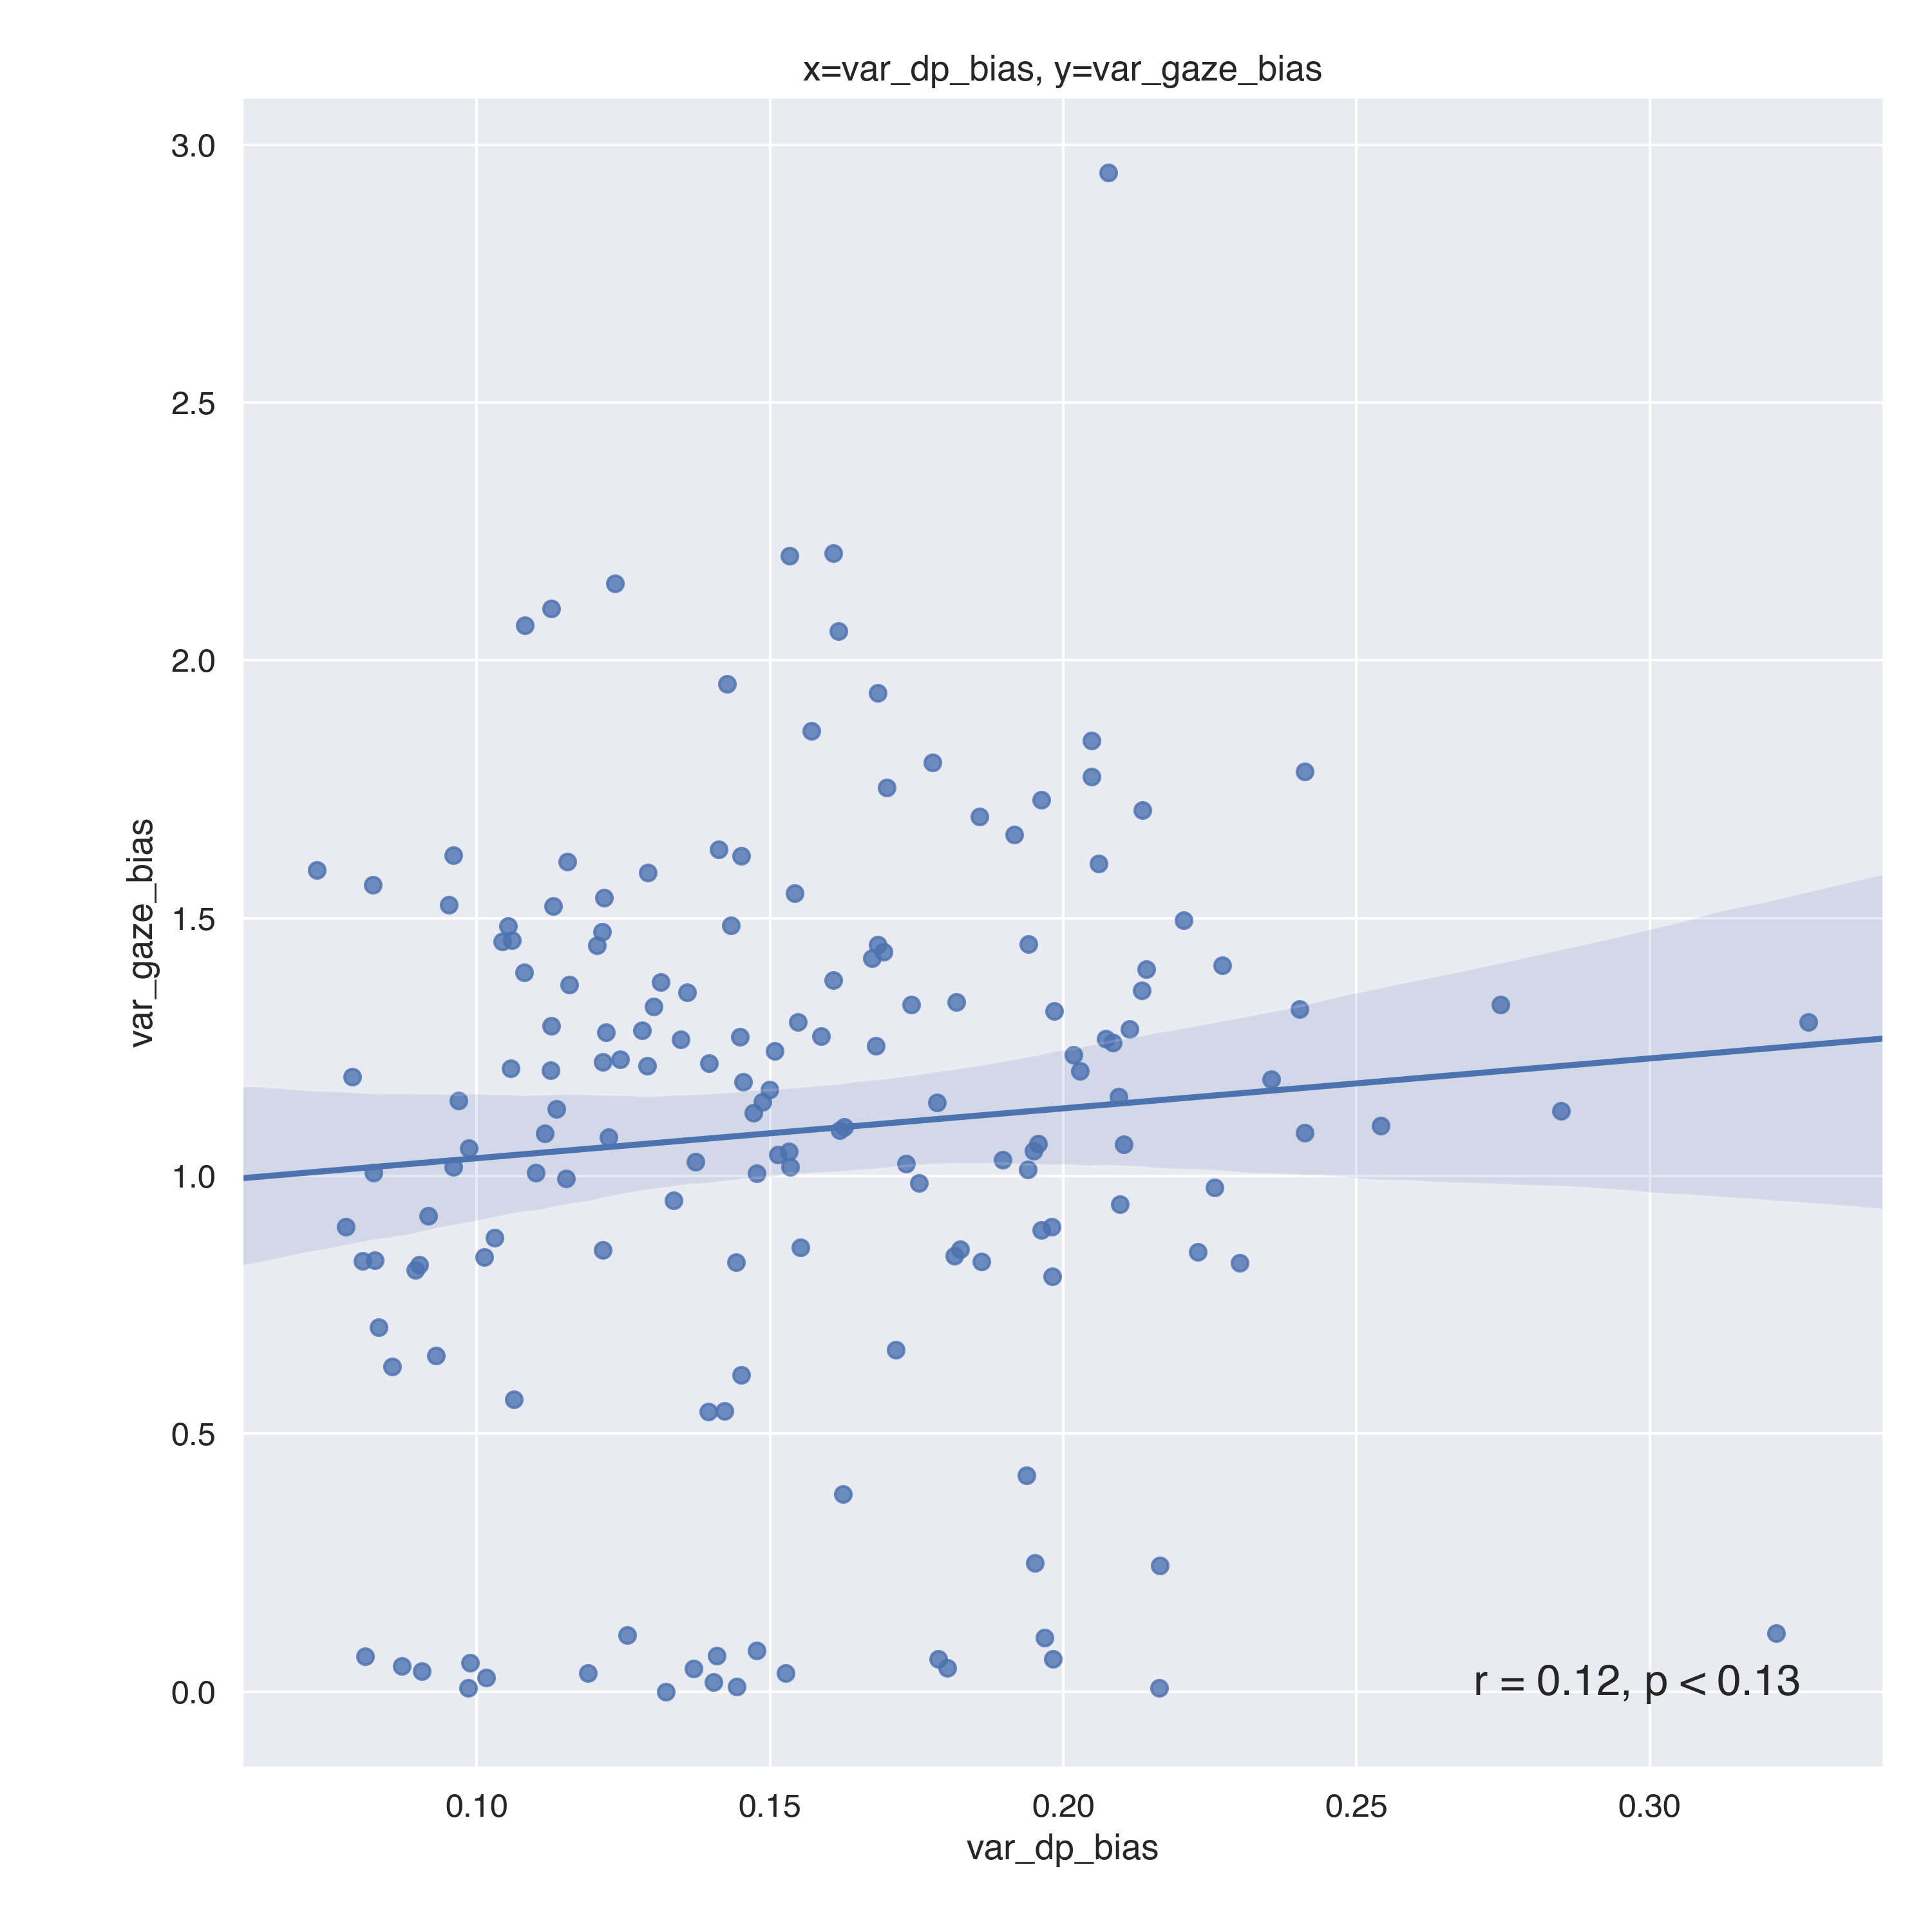 x=var_dp_bias, y=var_gaze_bias
3.0
2.5
2.0
1.5
1.0
0.5
0.0
var_gaze_bias
r = 0.12, p < 0.13
0.10 0.15 0.20 0.25 0.30
var_dp_bias